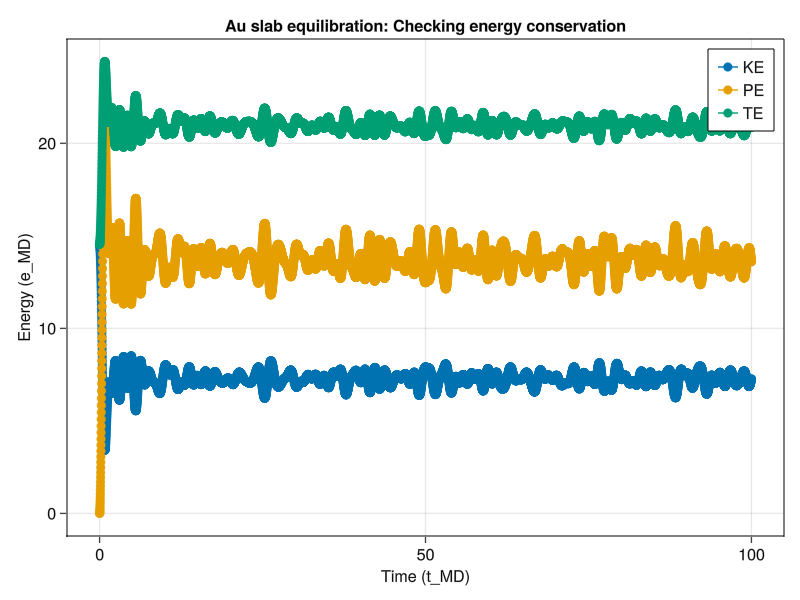 Au slab equilibration: Checking energy conservation
KE
PE
TE
20
10
0
Energy (e_MD)
0
50
100
Time (t_MD)